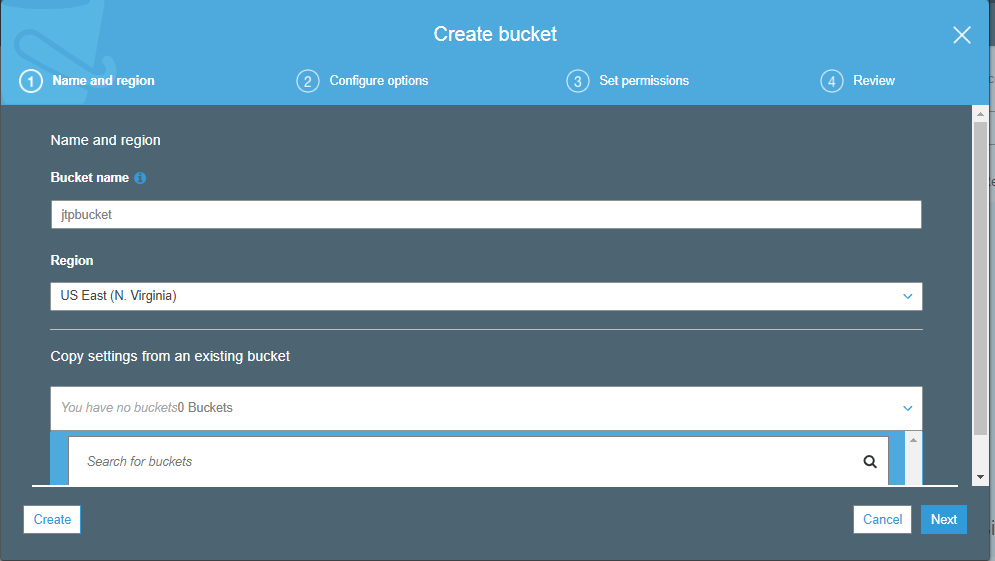 Create bucket
1 Name and region
2 Configure options
3 Set permissions
4 Review
Name and region
Bucket name
jtpbucket
Region
US East (N. Virginia)
Copy settings from an existing bucket
You have no buckets0 Buckets
Search for buckets
Create
Cancel
Next